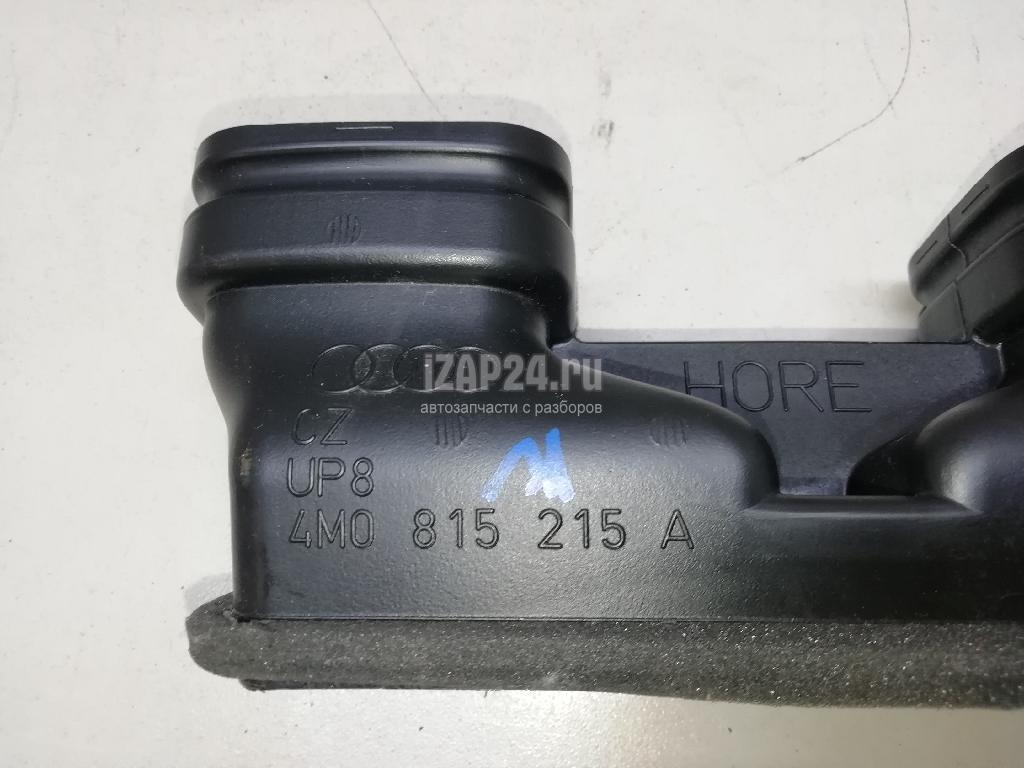 HORE
iZAP24.ru
автозапчасти с разборов
CZ
UP8
4M0 815 215 A